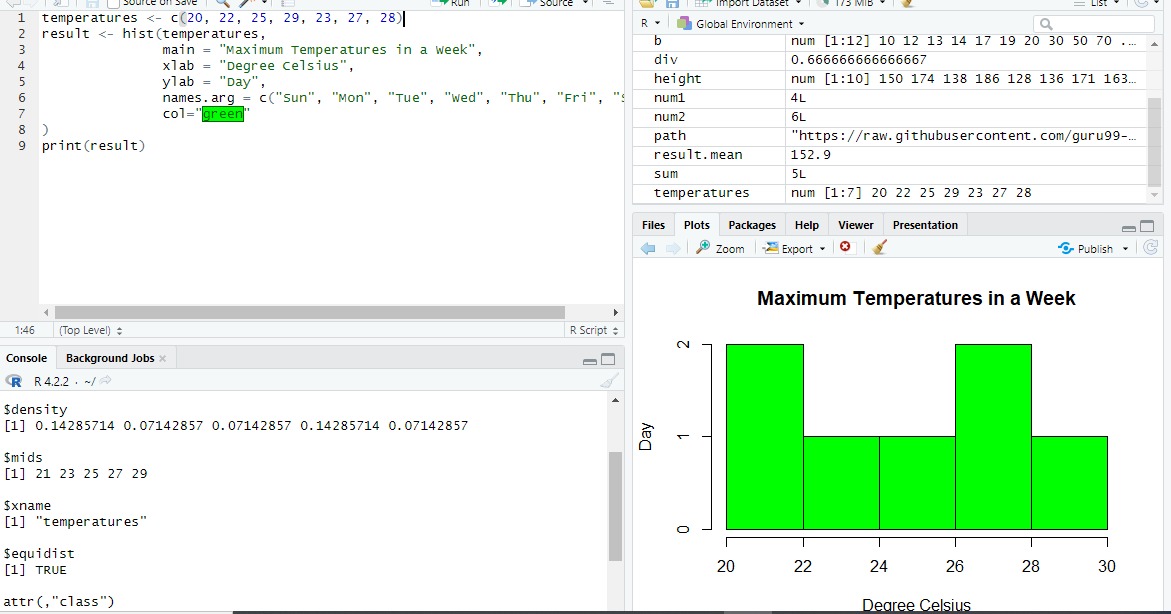 Source on Save Run Source
1 temperatures <- c(20, 22, 25, 29, 23, 27, 28)
2 result <- hist(temperatures,
3 main = "Maximum Temperatures in a Week",
4 xlab = "Degree Celsius",
5 ylab = "Day",
6 names.arg = c("Sun", "Mon", "Tue", "Wed", "Thu", "Fri", "S
7 col="green"
8 )
9 print(result)
1:46 (Top Level) R Script
Console Background Jobs
R 4.2.2 · ~/
$density
[1] 0.14285714 0.07142857 0.07142857 0.14285714 0.07142857
$mids
[1] 21 23 25 27 29
$xname
[1] "temperatures"
$equidist
[1] TRUE
attr(,"class")
Import Dataset 173 MiB List
R Global Environment
b num [1:12] 10 12 13 14 17 19 20 30 50 70 ...
div 0.666666666666667
height num [1:10] 150 174 138 186 128 136 171 163…
num1 4L
num2 6L
path "https://raw.githubusercontent.com/guru99-…
result.mean 152.9
sum 5L
temperatures num [1:7] 20 22 25 29 23 27 28
Files Plots Packages Help Viewer Presentation
Zoom Export Publish
Maximum Temperatures in a Week
2
1
0
Day
20 22 24 26 28 30
Degree Celsius